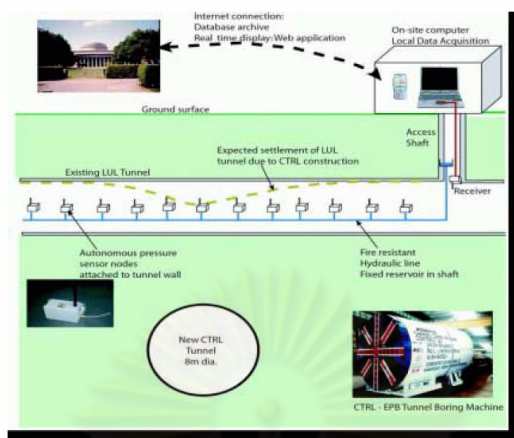 Internet connection:
Database archive
Real time display: Web application
On-site computer
Local Data Acquisition
Ground surface
Access
Shaft
Expected settlement of LUL
tunnel due to CTRL construction
Existing LUL Tunnel
Receiver
Autonomous pressure
sensor nodes
attached to tunnel wall
Fire resistant
Hydraulic line
Fixed reservoir in shaft
New CTRL
Tunnel
8m dia.
CTRL - EPB Tunnel Boring Machine